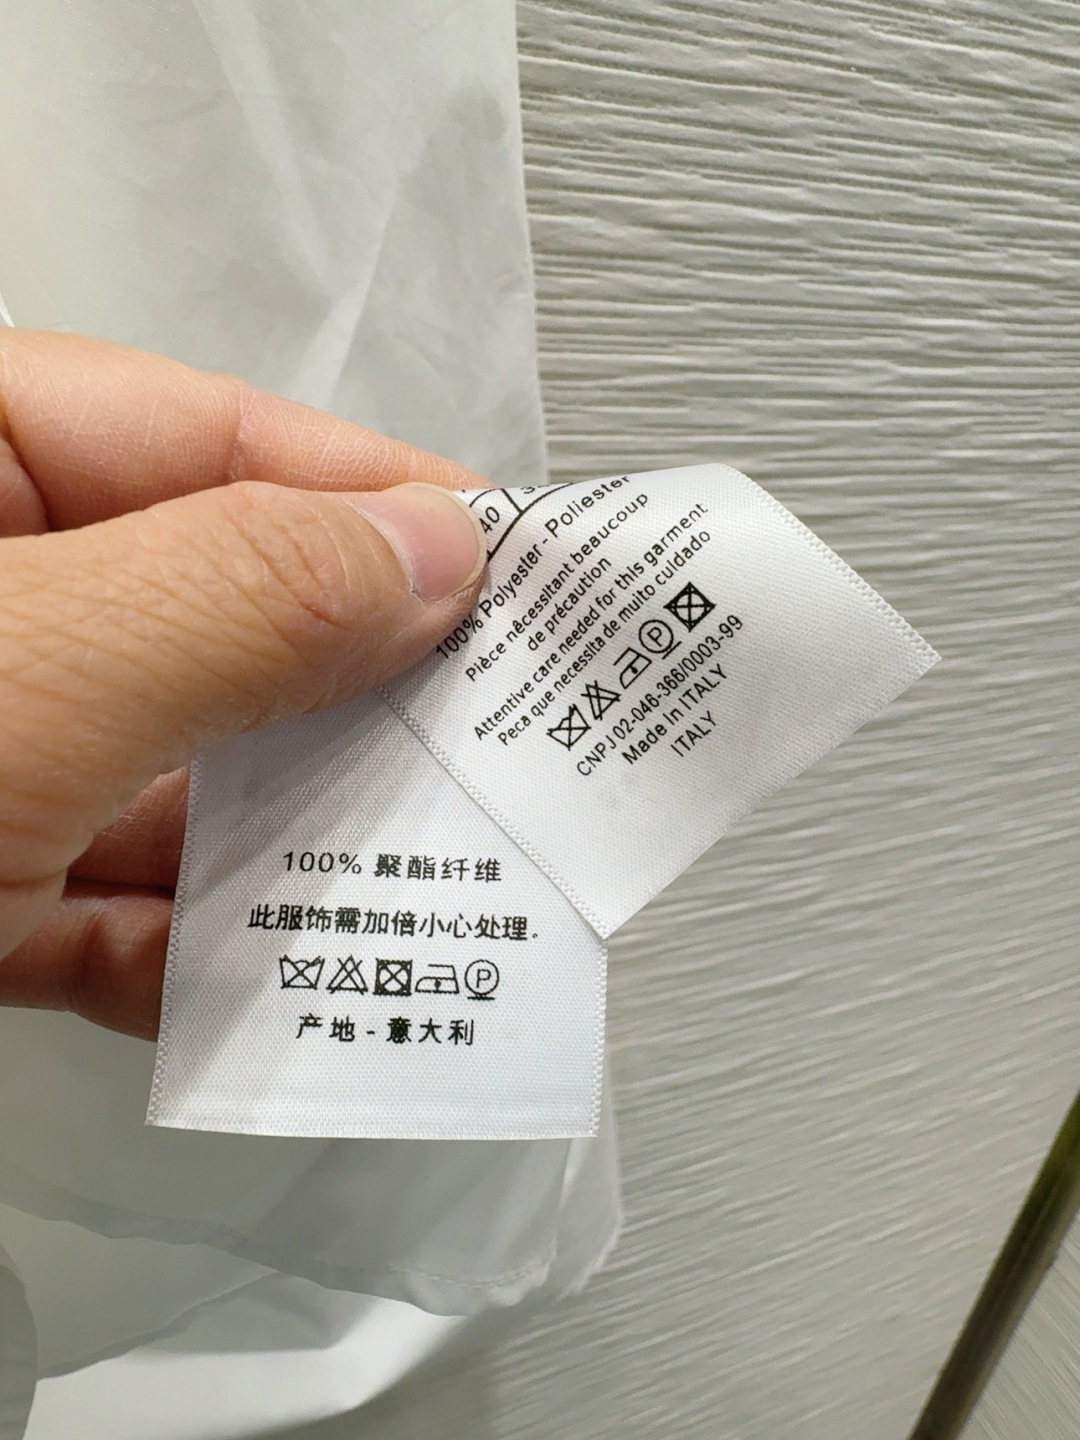 40
100% Polyester - Poliester
Pièce nécessitant beaucoup
de précaution
Attentive care needed for this garment
Peca que necessita de muito cuidado
P
CNPJ 02-046-366/0003-99
Made In ITALY
ITALY
100% 聚酯纤维
此服饰需加倍小心处理.
P
产地 - 意大利